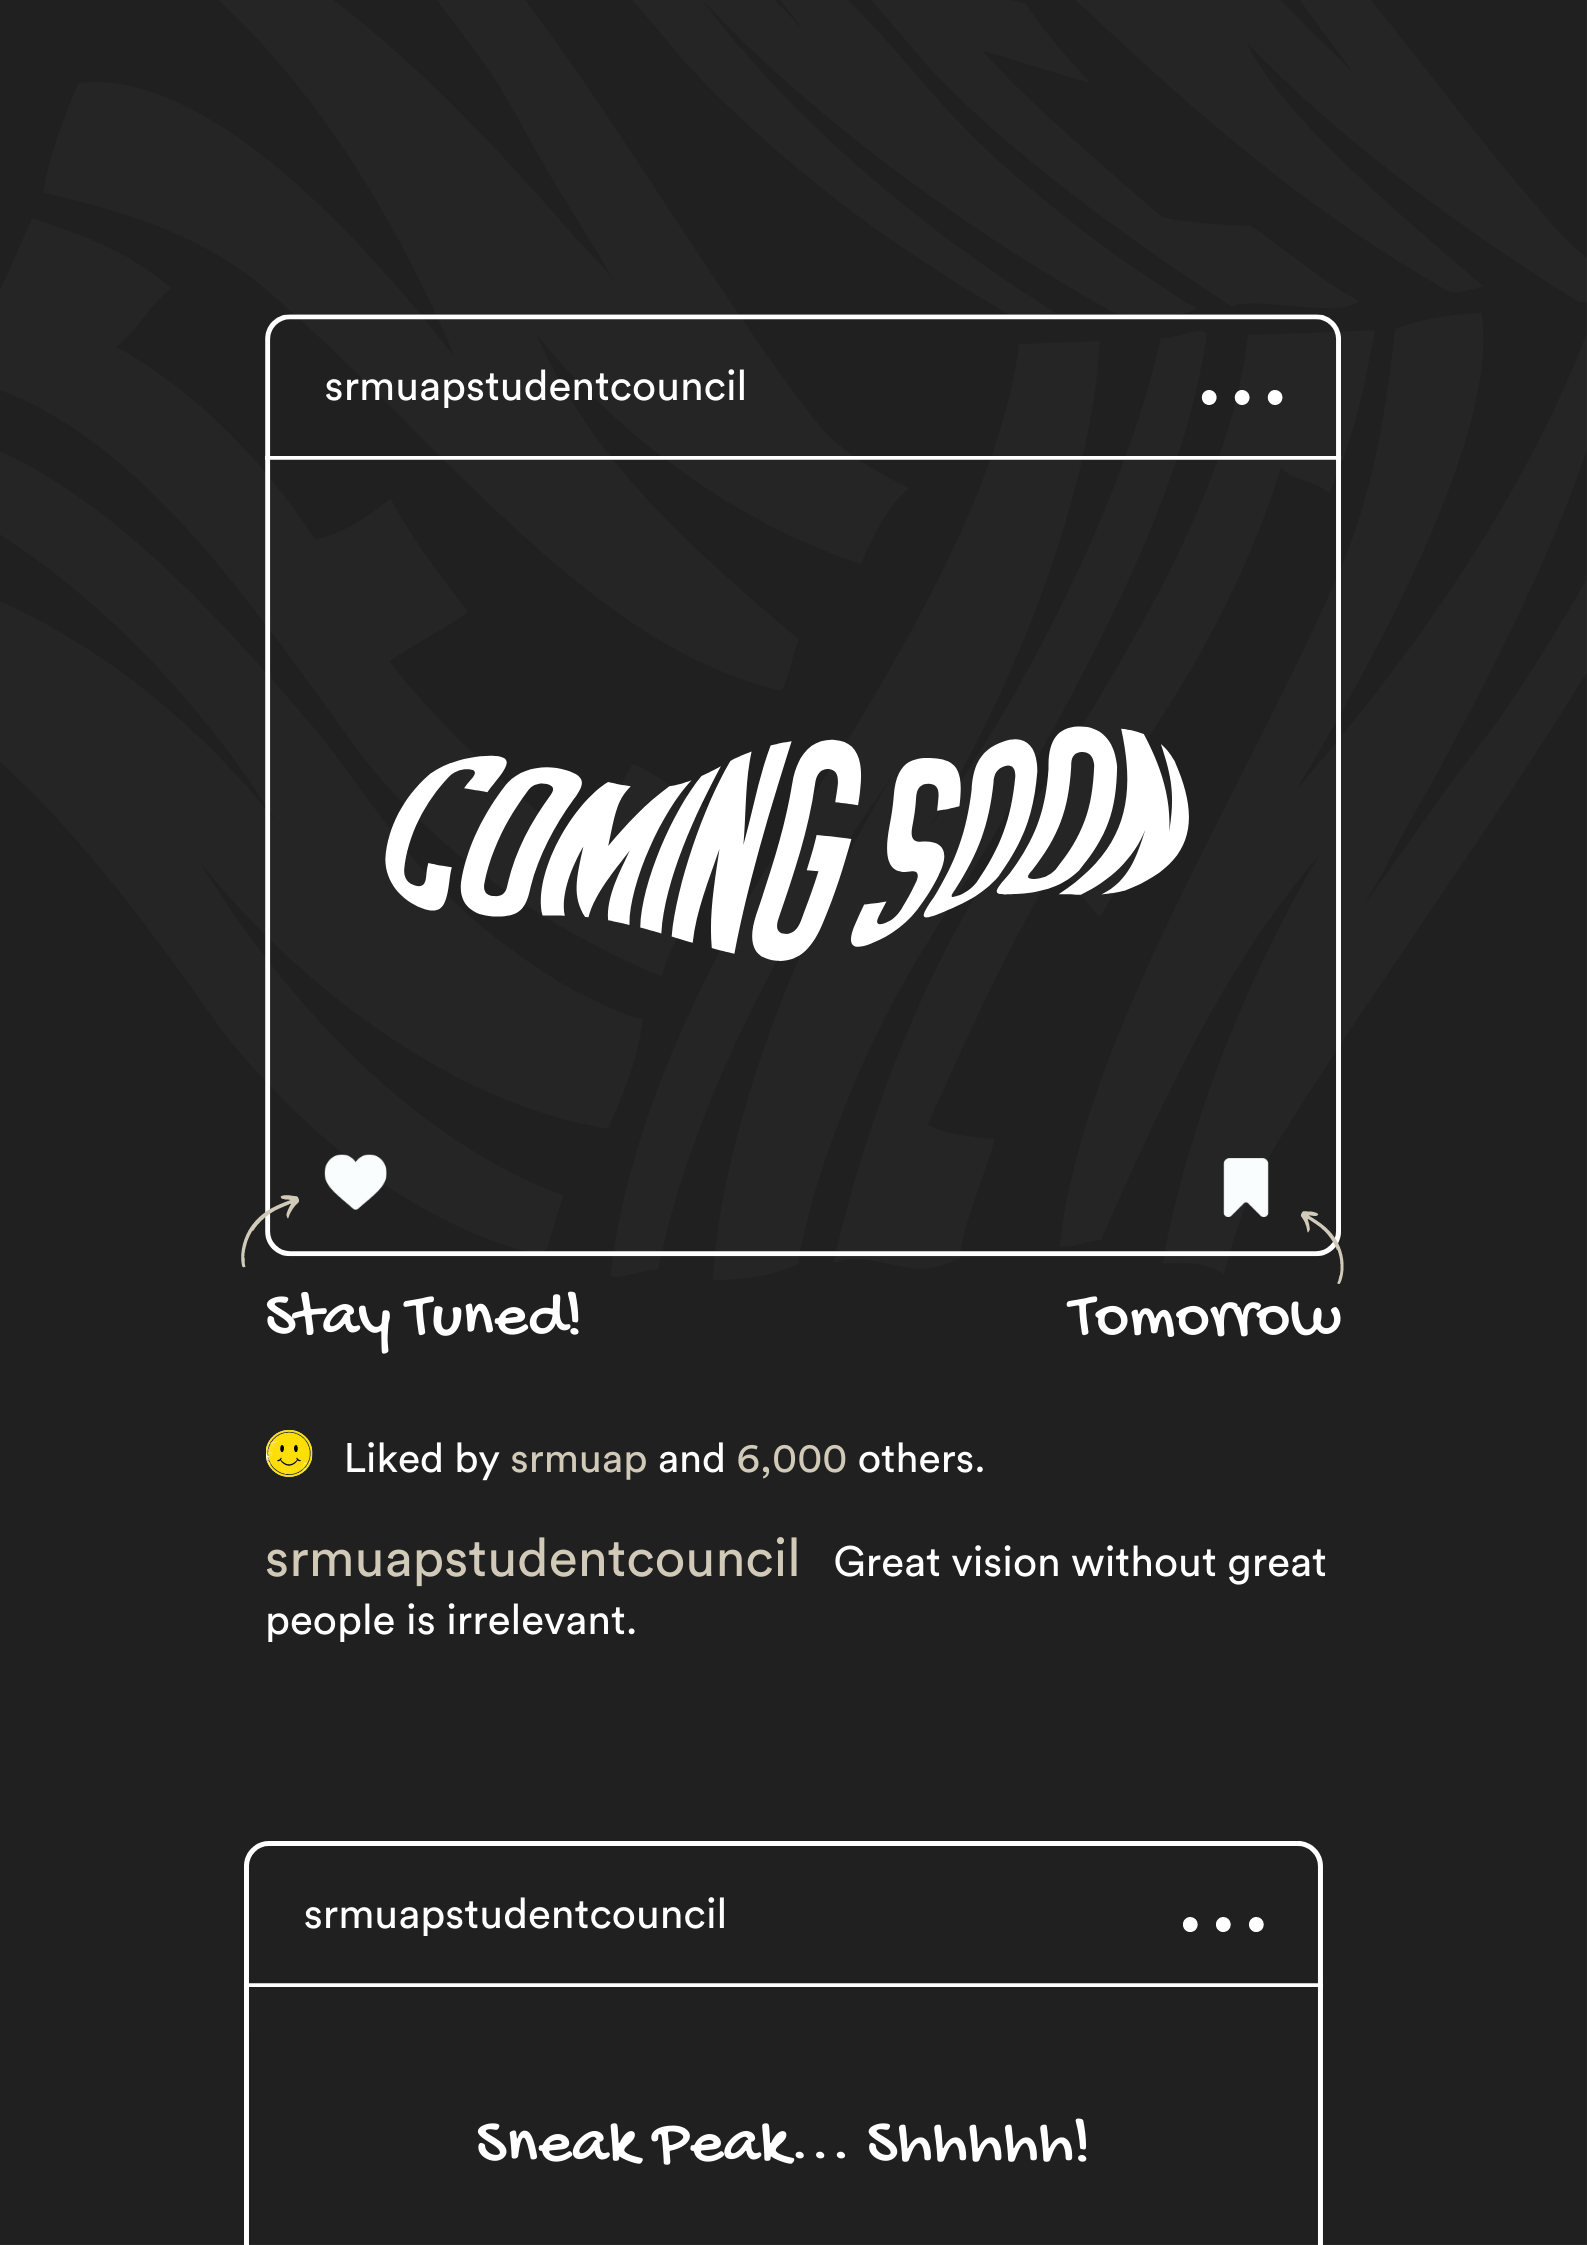 srmuapstudentcouncil
COMING SOON
Stay Tuned!
Tomorrow
Liked by srmuap and 6,000 others.
srmuapstudentcouncil Great vision without great
people is irrelevant.
srmuapstudentcouncil
Sneak Peak... Shhhhh!